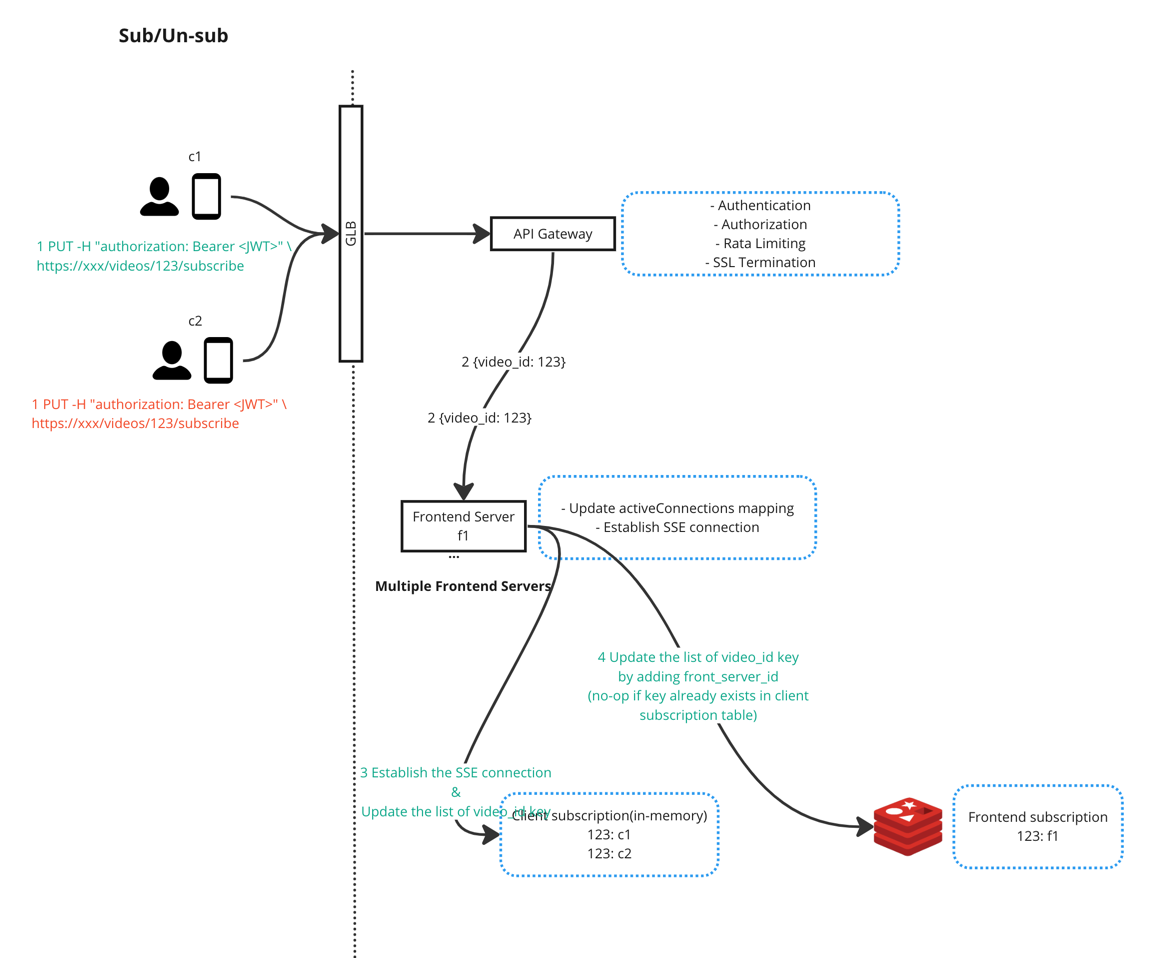 Sub/Un-sub
c1
1 PUT -H "authorization: Bearer <JWT>" \
https://xxx/videos/123/subscribe
c2
1 PUT -H "authorization: Bearer <JWT>" \
https://xxx/videos/123/subscribe
GLB
API Gateway
- Authentication
- Authorization
- Rata Limiting
- SSL Termination
2 {video_id: 123}
2 {video_id: 123}
Frontend Server
f1
...
Multiple Frontend Servers
- Update activeConnections mapping
- Establish SSE connection
4 Update the list of video_id key
by adding front_server_id
(no-op if key already exists in client
subscription table)
3 Establish the SSE connection
&
Update the list of video_id key
Client subscription(in-memory)
123: c1
123: c2
Frontend subscription
123: f1